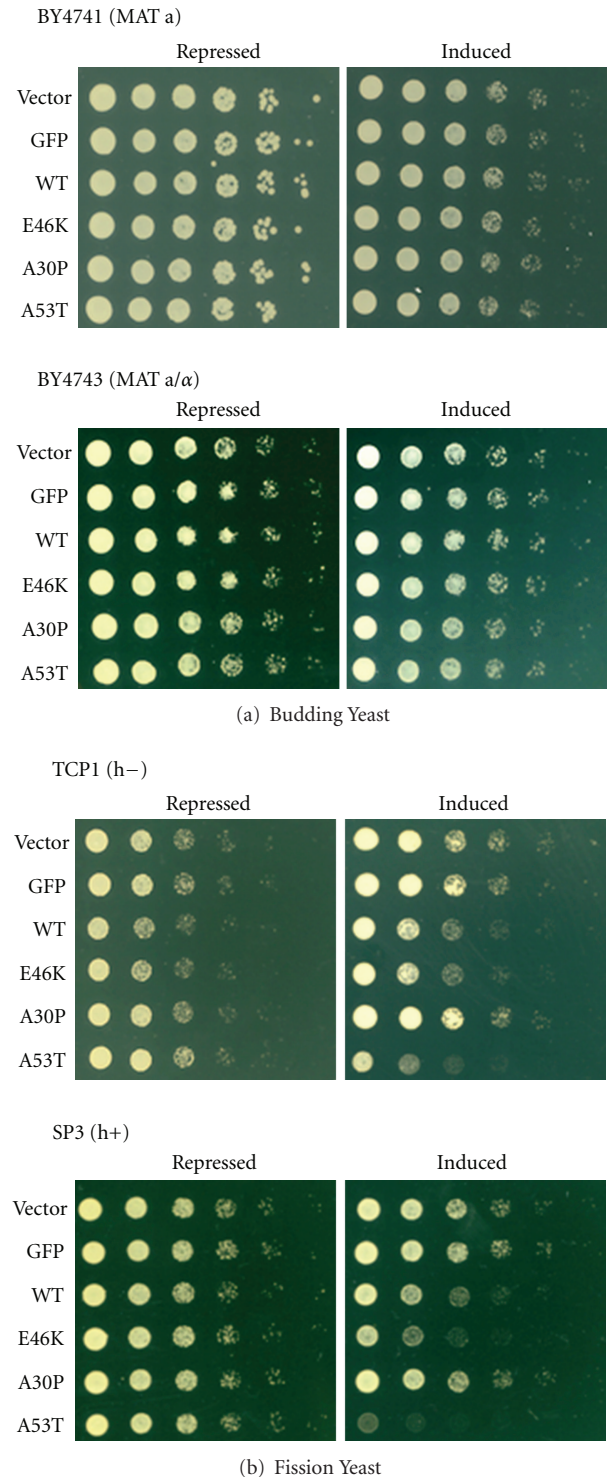 BY4741 (MAT a)
Repressed Induced
Vector
GFP
WT
E46K
A30P
A53T
BY4743 (MAT a/α)
Repressed Induced
Vector
GFP
WT
E46K
A30P
A53T
(a) Budding Yeast
TCP1 (h−)
Repressed Induced
Vector
GFP
WT
E46K
A30P
A53T
SP3 (h+)
Repressed Induced
Vector
GFP
WT
E46K
A30P
A53T
(b) Fission Yeast